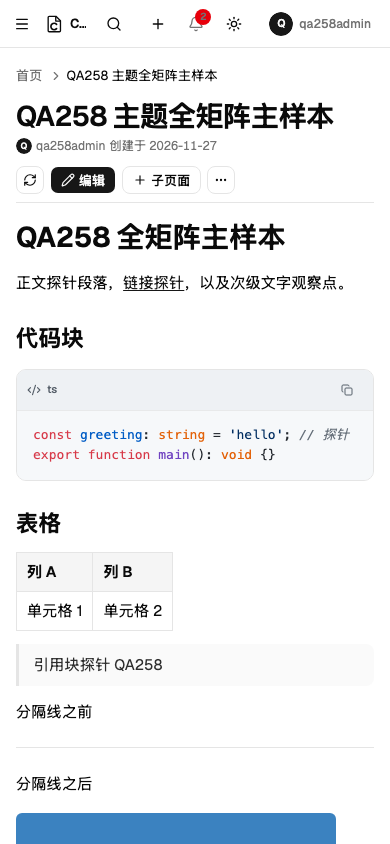 C...
2
Q qa258admin
首页 > QA258 主题全矩阵主样本
QA258 主题全矩阵主样本
Q qa258admin 创建于 2026-11-27
编辑
+ 子页面
...
QA258 全矩阵主样本
正文探针段落，链接探针，以及次级文字观察点。
代码块
</> ts
const greeting: string = 'hello'; // 探针
export function main(): void {}
表格
列 A 列 B
单元格 1 单元格 2
引用块探针 QA258
分隔线之前
分隔线之后